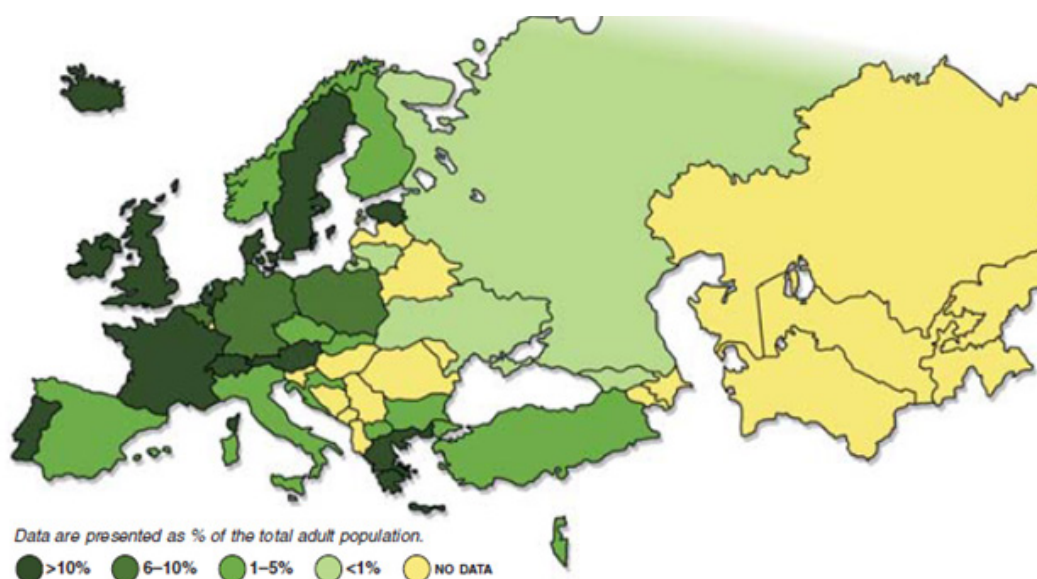 Data are presented as % of the total adult population.
>10% 6–10% 1–5% <1% NO DATA